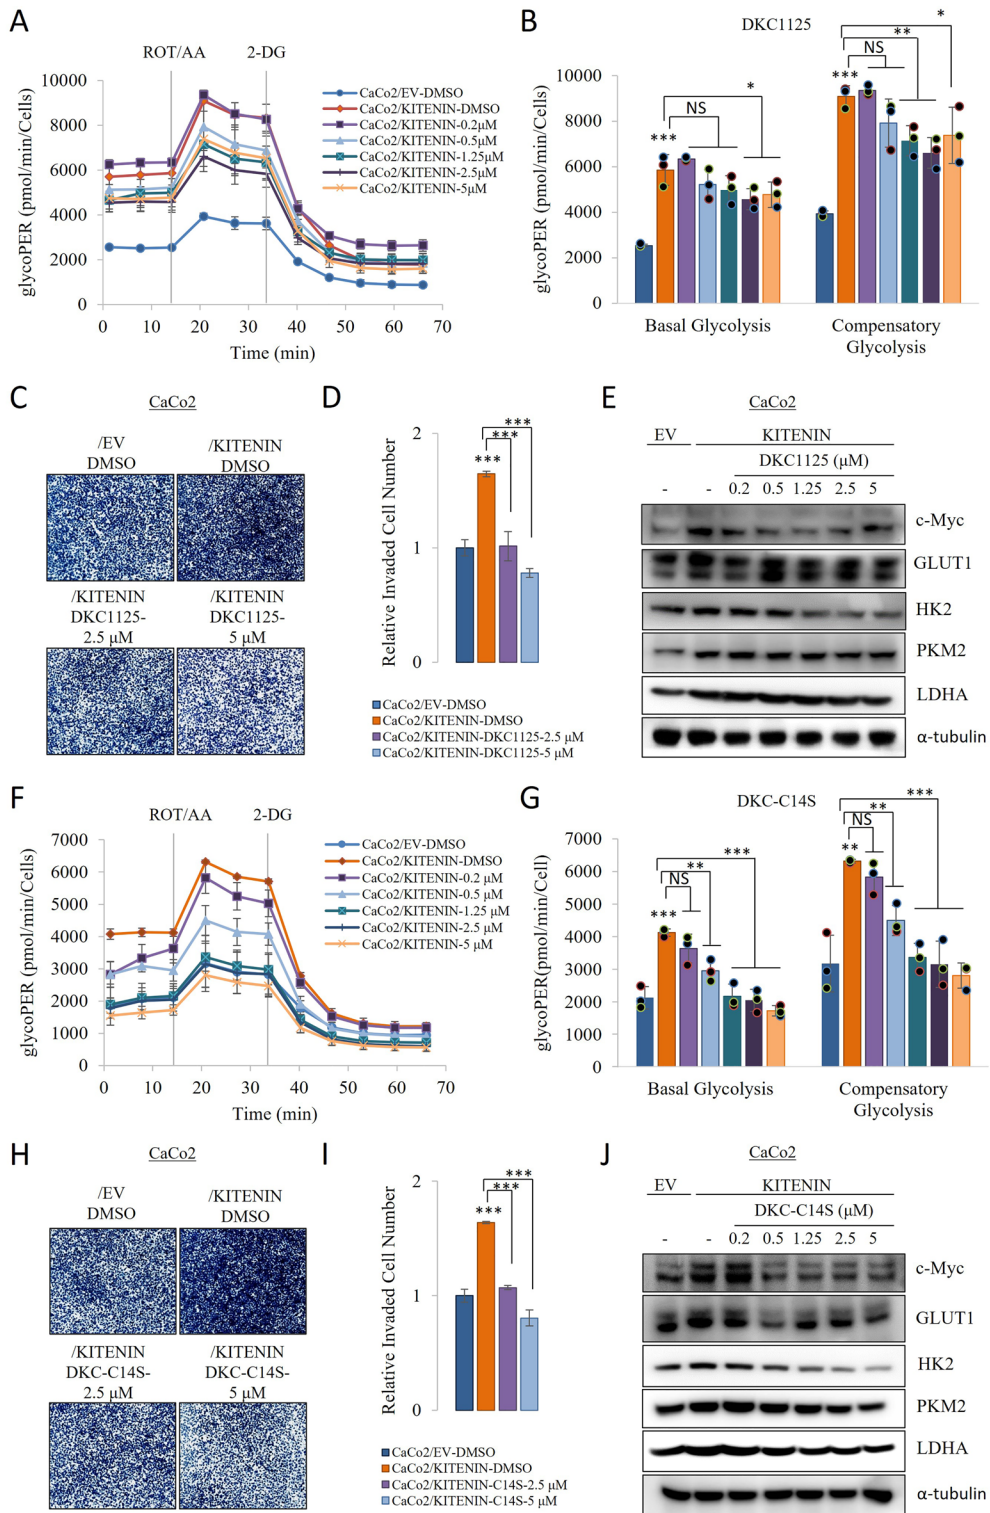 A
ROT/AA
2-DG
glycoPER (pmol/min/Cells)
10000
8000
6000
4000
2000
0
0 10 20 30 40 50 60 70
Time (min)
CaCo2/EV-DMSO
CaCo2/KITENIN-DMSO
CaCo2/KITENIN-0.2μM
CaCo2/KITENIN-0.5μM
CaCo2/KITENIN-1.25μM
CaCo2/KITENIN-2.5μM
CaCo2/KITENIN-5μM
B
DKC1125
glycoPER (pmol/min/Cells)
10000
8000
6000
4000
2000
0
***
NS
*
***
NS
**
*
Basal Glycolysis
Compensatory
Glycolysis
C
CaCo2
/EV
DMSO
/KITENIN
DMSO
/KITENIN
DKC1125-
2.5 μM
/KITENIN
DKC1125-
5 μM
D
Relative Invaded Cell Number
2
1
0
***
***
***
CaCo2/EV-DMSO
CaCo2/KITENIN-DMSO
CaCo2/KITENIN-DKC1125-2.5 μM
CaCo2/KITENIN-DKC1125-5 μM
E
CaCo2
EV KITENIN
DKC1125 (μM)
- - 0.2 0.5 1.25 2.5 5
c-Myc
GLUT1
HK2
PKM2
LDHA
α-tubulin
F
ROT/AA
2-DG
glycoPER (pmol/min/Cells)
7000
6000
5000
4000
3000
2000
1000
0
0 10 20 30 40 50 60 70
Time (min)
CaCo2/EV-DMSO
CaCo2/KITENIN-DMSO
CaCo2/KITENIN-0.2 μM
CaCo2/KITENIN-0.5 μM
CaCo2/KITENIN-1.25 μM
CaCo2/KITENIN-2.5 μM
CaCo2/KITENIN-5 μM
G
DKC-C14S
glycoPER(pmol/min/Cell)
7000
6000
5000
4000
3000
2000
1000
0
***
NS
**
***
**
NS
**
***
Basal Glycolysis
Compensatory
Glycolysis
H
CaCo2
/EV
DMSO
/KITENIN
DMSO
/KITENIN
DKC-C14S-
2.5 μM
/KITENIN
DKC-C14S-
5 μM
I
Relative Invaded Cell Number
2
1
0
***
***
***
CaCo2/EV-DMSO
CaCo2/KITENIN-DMSO
CaCo2/KITENIN-C14S-2.5 μM
CaCo2/KITENIN-C14S-5 μM
J
CaCo2
EV KITENIN
DKC-C14S (μM)
- - 0.2 0.5 1.25 2.5 5
c-Myc
GLUT1
HK2
PKM2
LDHA
α-tubulin